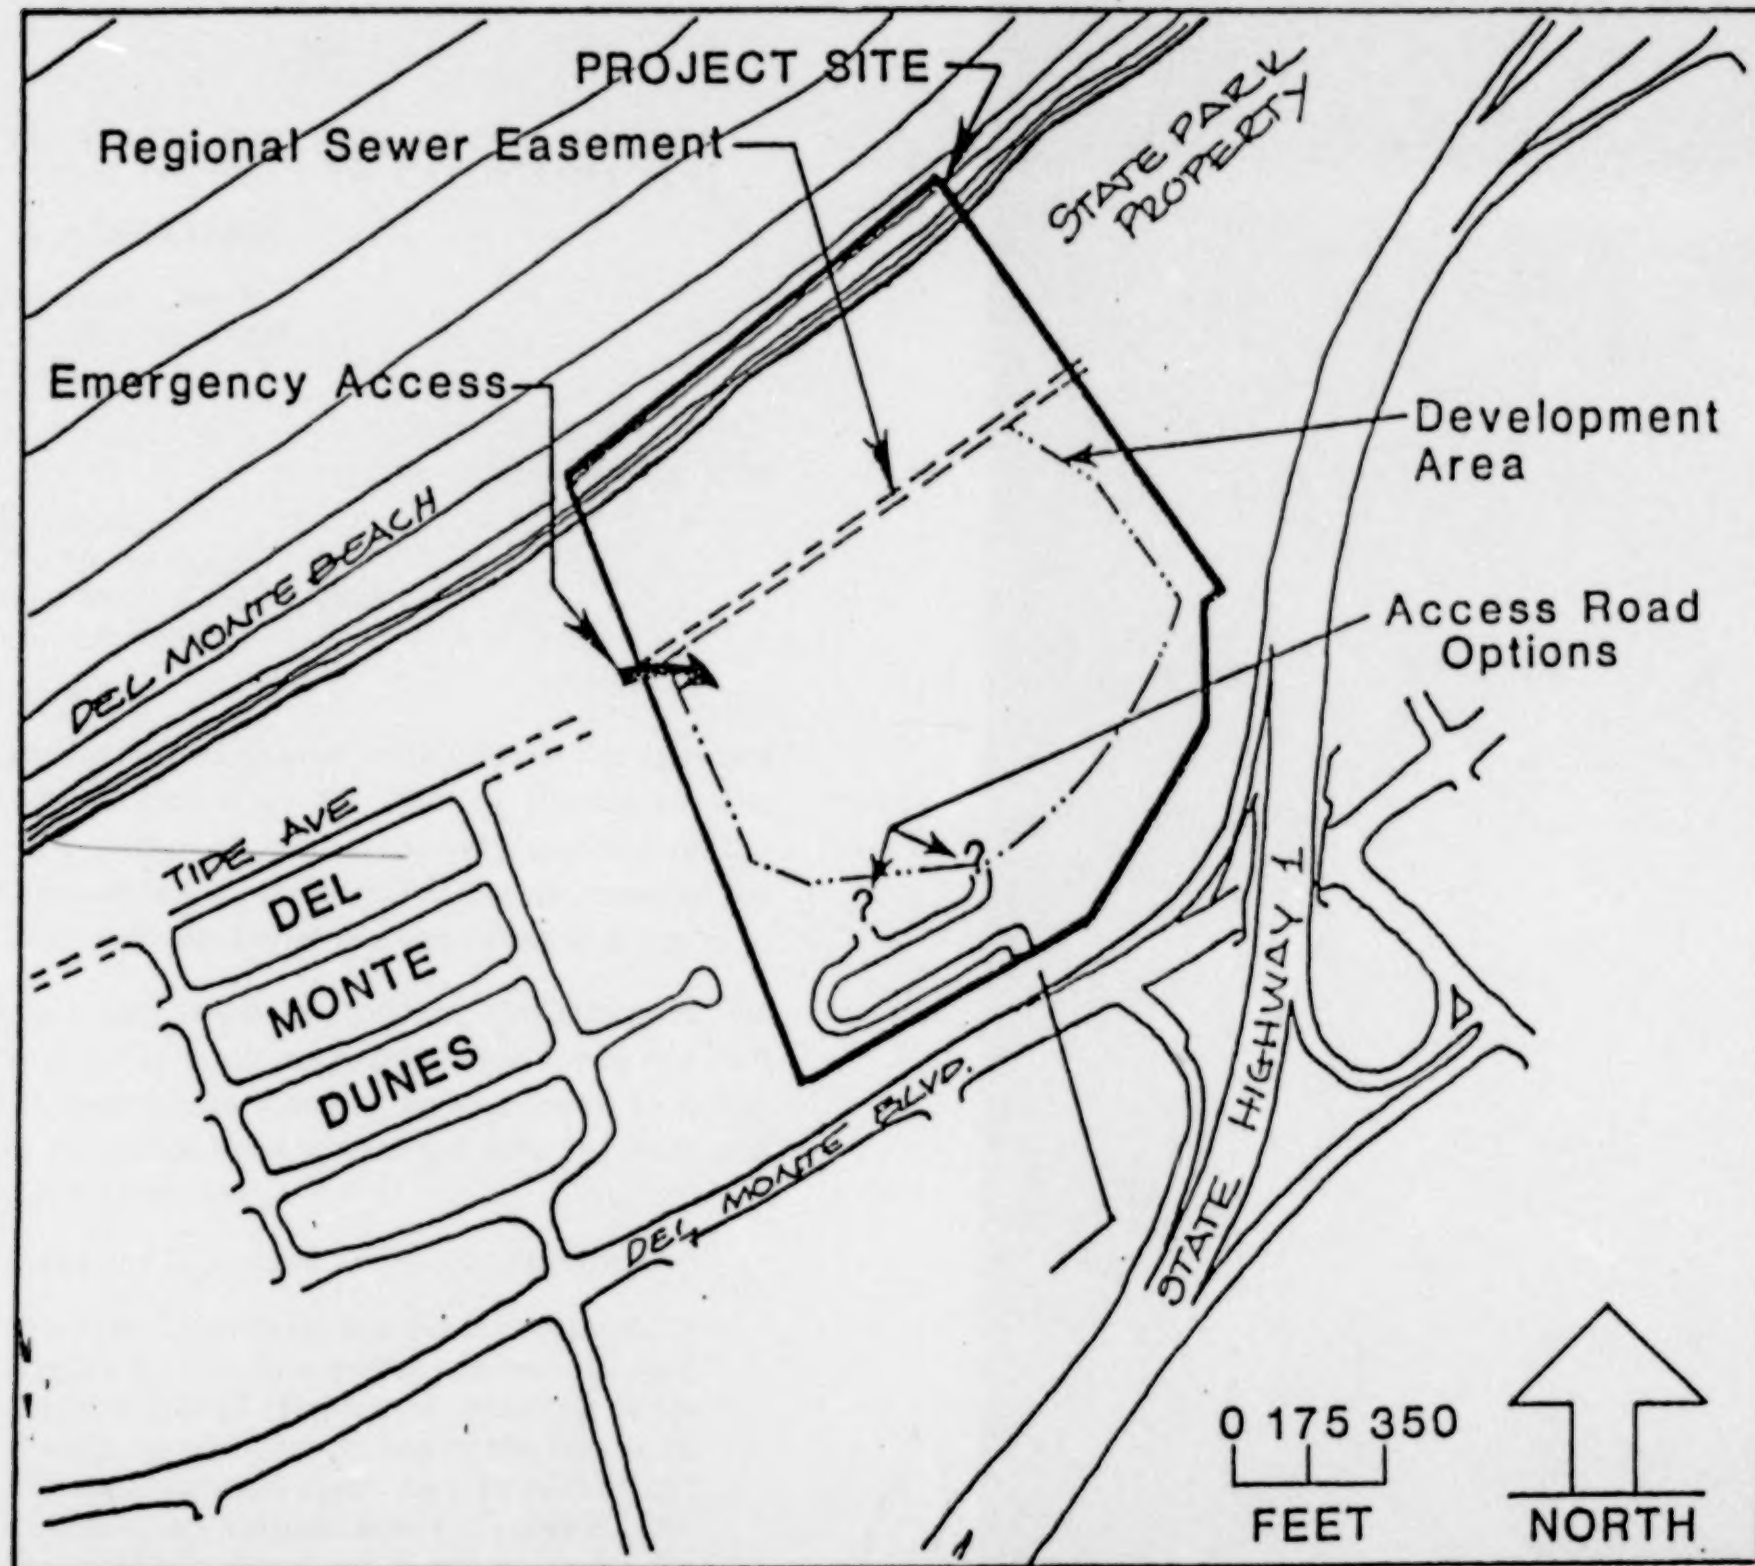 PROJECT SITE
Regional Sewer Easement
STATE PARK
PROPERTY
Emergency Access
Development
Area
DEL MONTE BEACH
Access Road
Options
TIDE AVE
DEL
MONTE
DUNES
?
?
DEL MONTE BLVD.
STATE HIGHWAY 1
0 175 350
FEET
NORTH